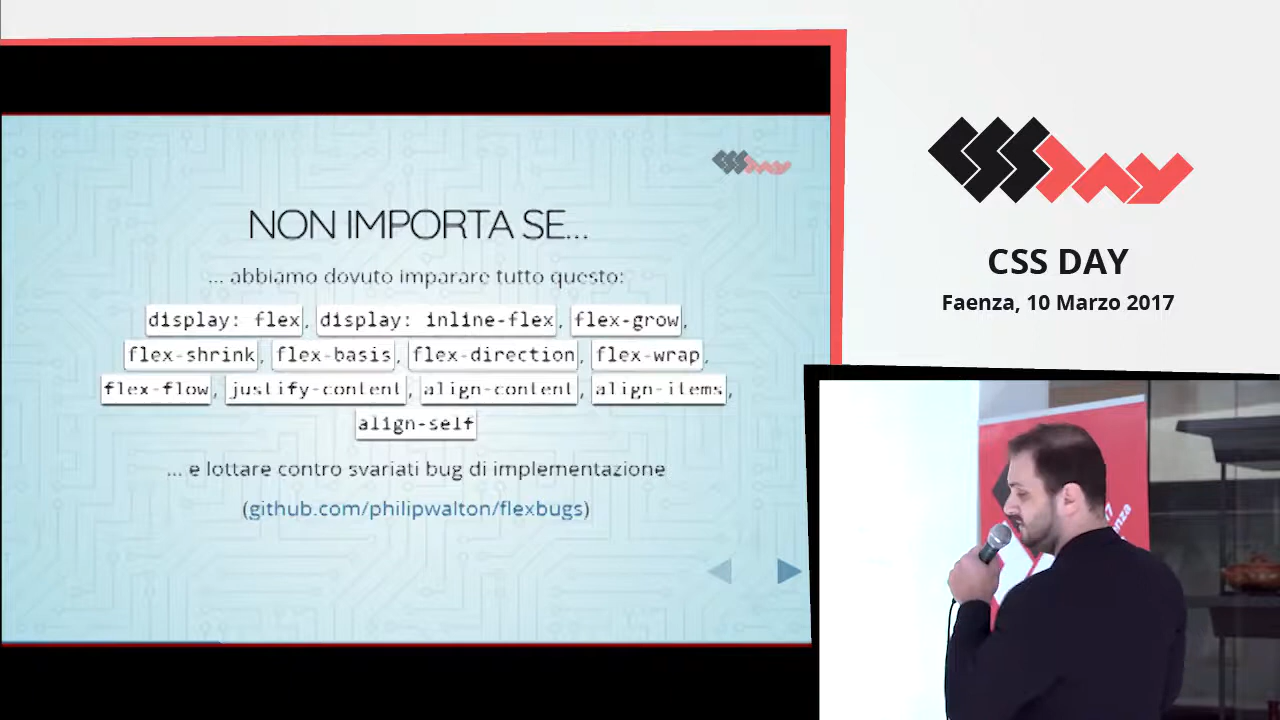 CSSDAY
NON IMPORTA SE...
... abbiamo dovuto imparare tutto questo:
display: flex, display: inline-flex, flex-grow,
flex-shrink, flex-basis, flex-direction, flex-wrap,
flex-flow, justify-content, align-content, align-items,
align-self
... e lottare contro svariati bug di implementazione
(github.com/philipwalton/flexbugs)
CSSDAY
CSS DAY
Faenza, 10 Marzo 2017